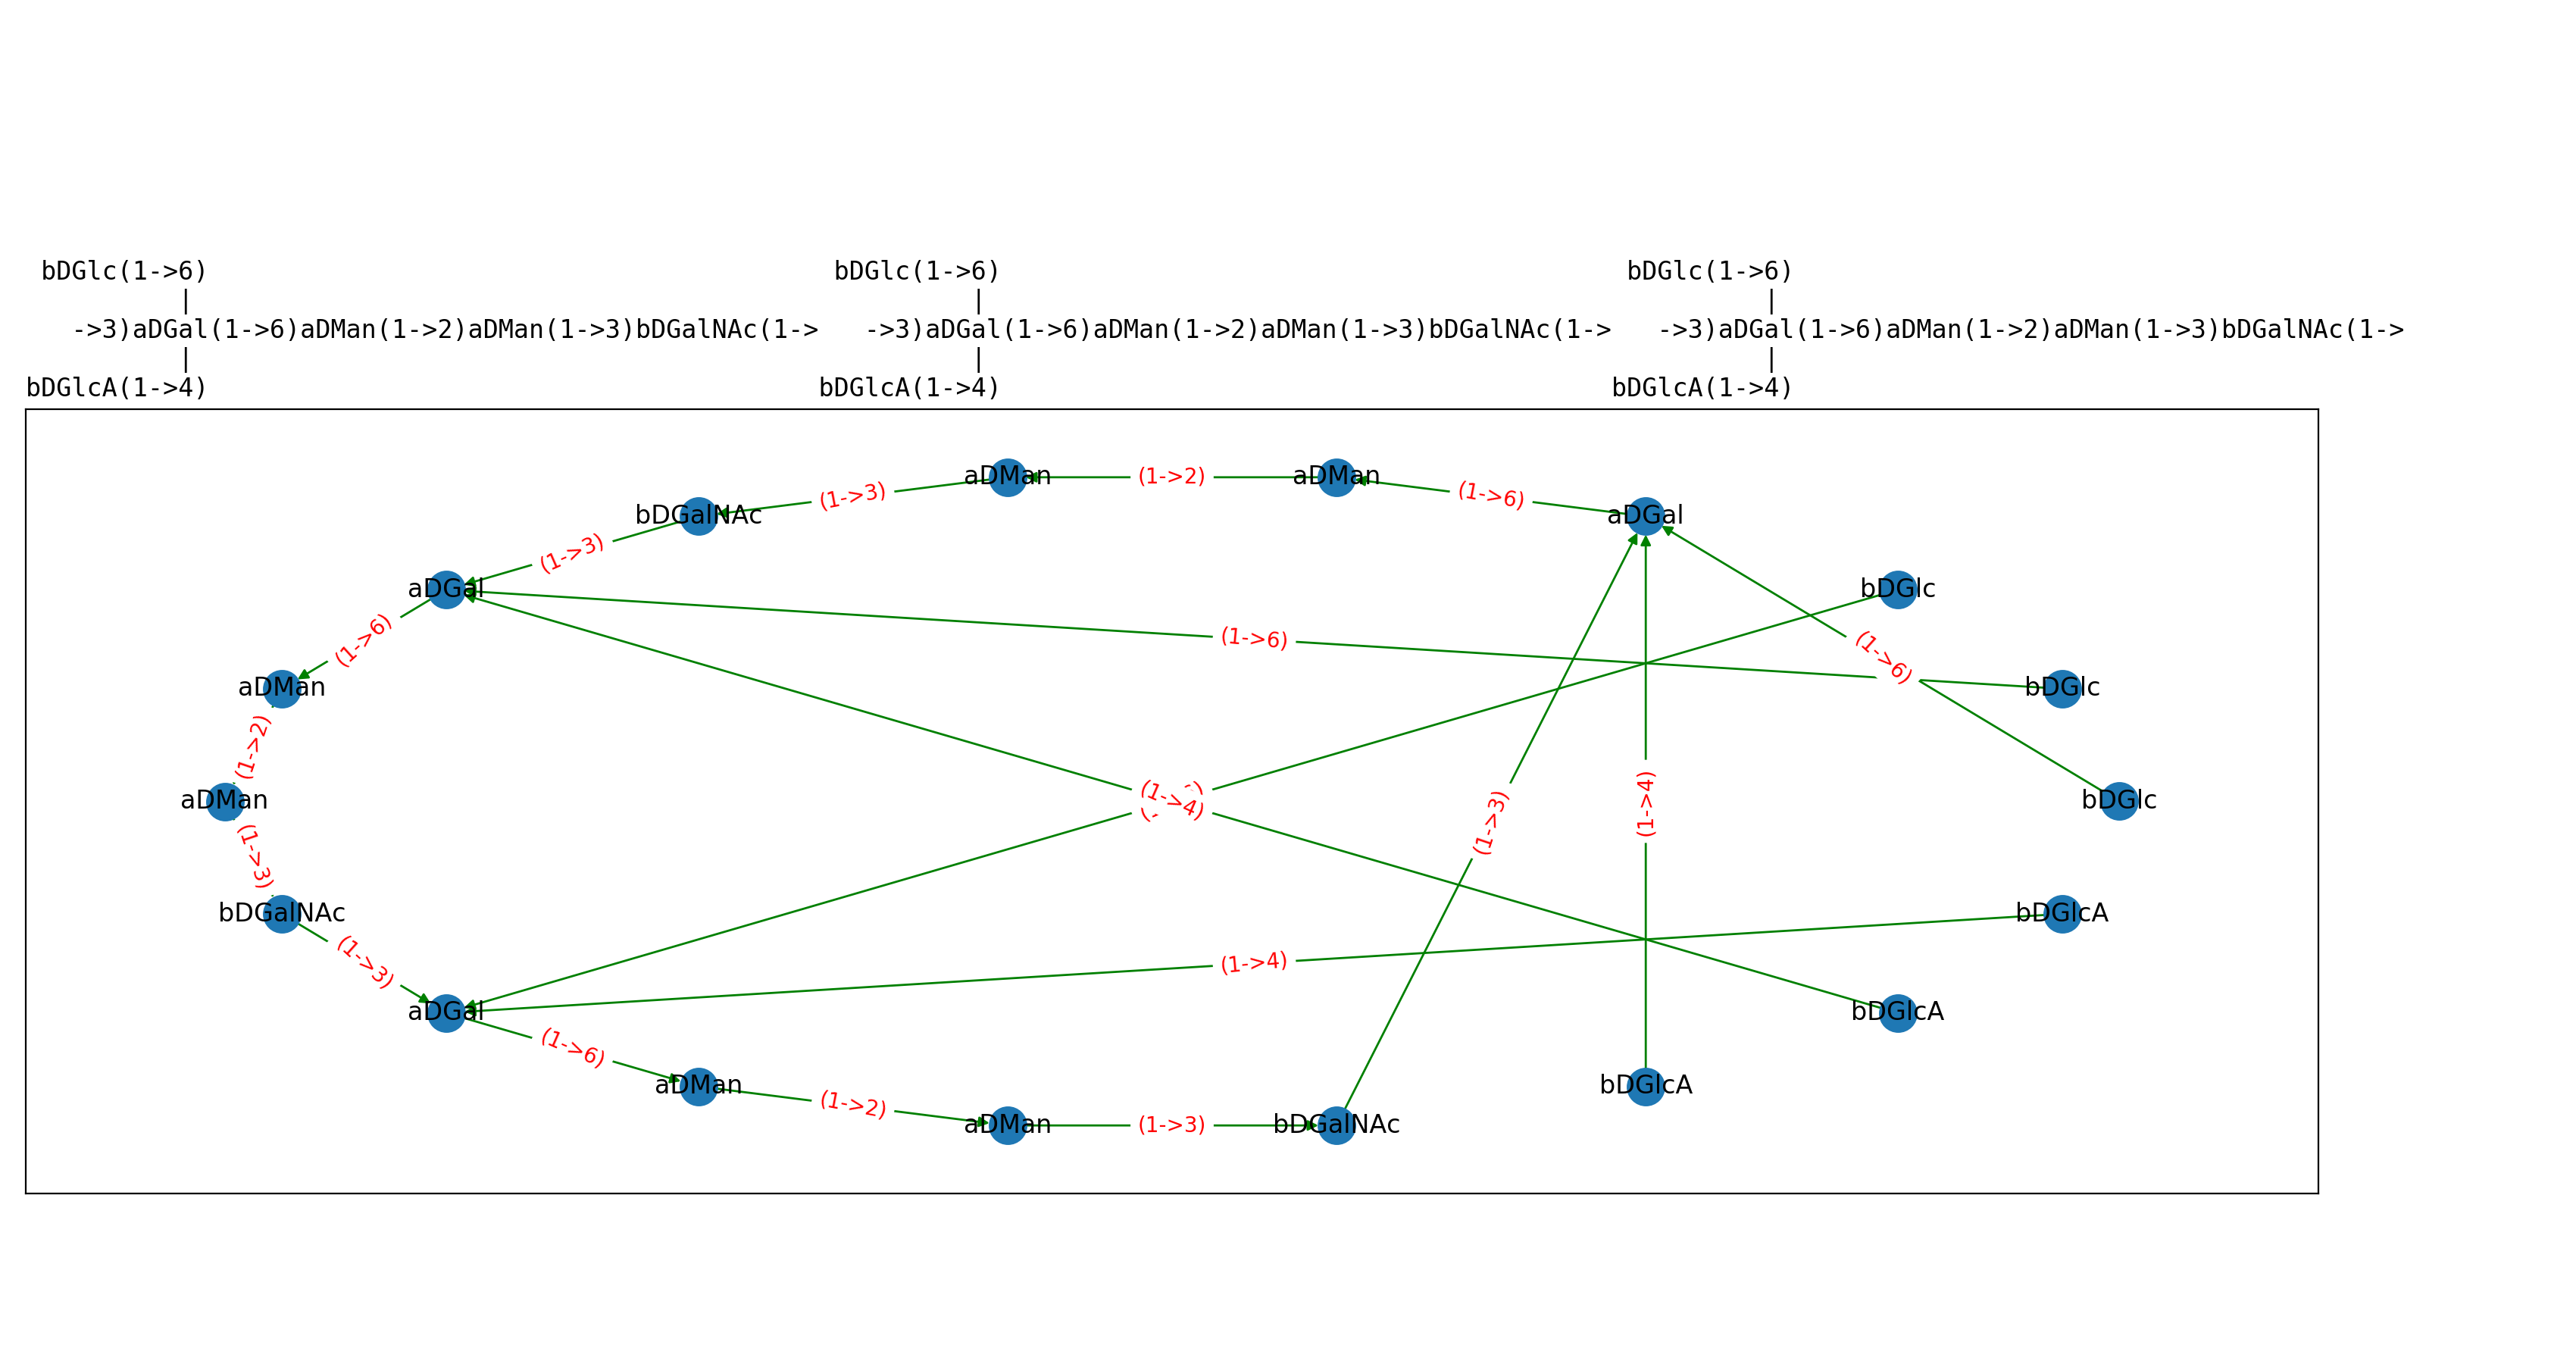 bDGlc(1->6) bDGlc(1->6) bDGlc(1->6)
| | |
->3)aDGal(1->6)aDMan(1->2)aDMan(1->3)bDGalNAc(1-> ->3)aDGal(1->6)aDMan(1->2)aDMan(1->3)bDGalNAc(1-> ->3)aDGal(1->6)aDMan(1->2)aDMan(1->3)bDGalNAc(1->
| | |
bDGlcA(1->4) bDGlcA(1->4) bDGlcA(1->4)
aDMan (1->2) aDMan
(1->3) (1->6)
bDGalNAc aDGal
(1->3)
aDGal bDGlc
(1->6) (1->6) (1->6)
aDMan bDGlc
(1->2)
aDMan (1->4) (1->3) (1->4) bDGlc
(1->3)
bDGalNAc bDGlcA
(1->3) (1->4)
aDGal bDGlcA
(1->6)
aDMan bDGlcA
(1->2)
aDMan (1->3) bDGalNAc